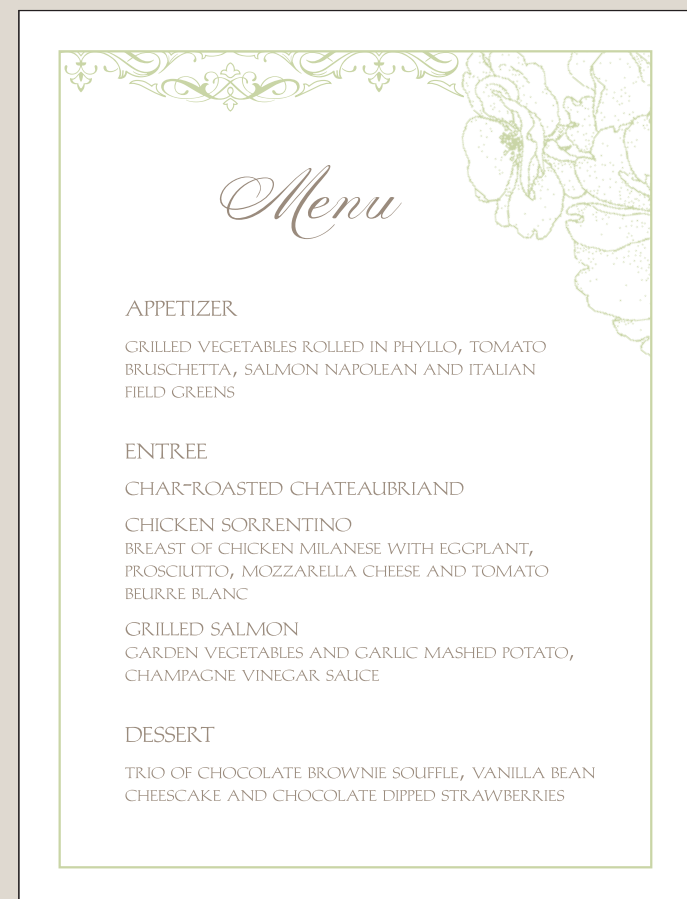 Menu
APPETIZER
GRILLED VEGETABLES ROLLED IN PHYLLO, TOMATO
BRUSCHETTA, SALMON NAPOLEAN AND ITALIAN
FIELD GREENS
ENTREE
CHAR-ROASTED CHATEAUBRIAND
CHICKEN SORRENTINO
BREAST OF CHICKEN MILANESE WITH EGGPLANT,
PROSCIUTTO, MOZZARELLA CHEESE AND TOMATO
BEURRE BLANC
GRILLED SALMON
GARDEN VEGETABLES AND GARLIC MASHED POTATO,
CHAMPAGNE VINEGAR SAUCE
DESSERT
TRIO OF CHOCOLATE BROWNIE SOUFFLE, VANILLA BEAN
CHEESCAKE AND CHOCOLATE DIPPED STRAWBERRIES